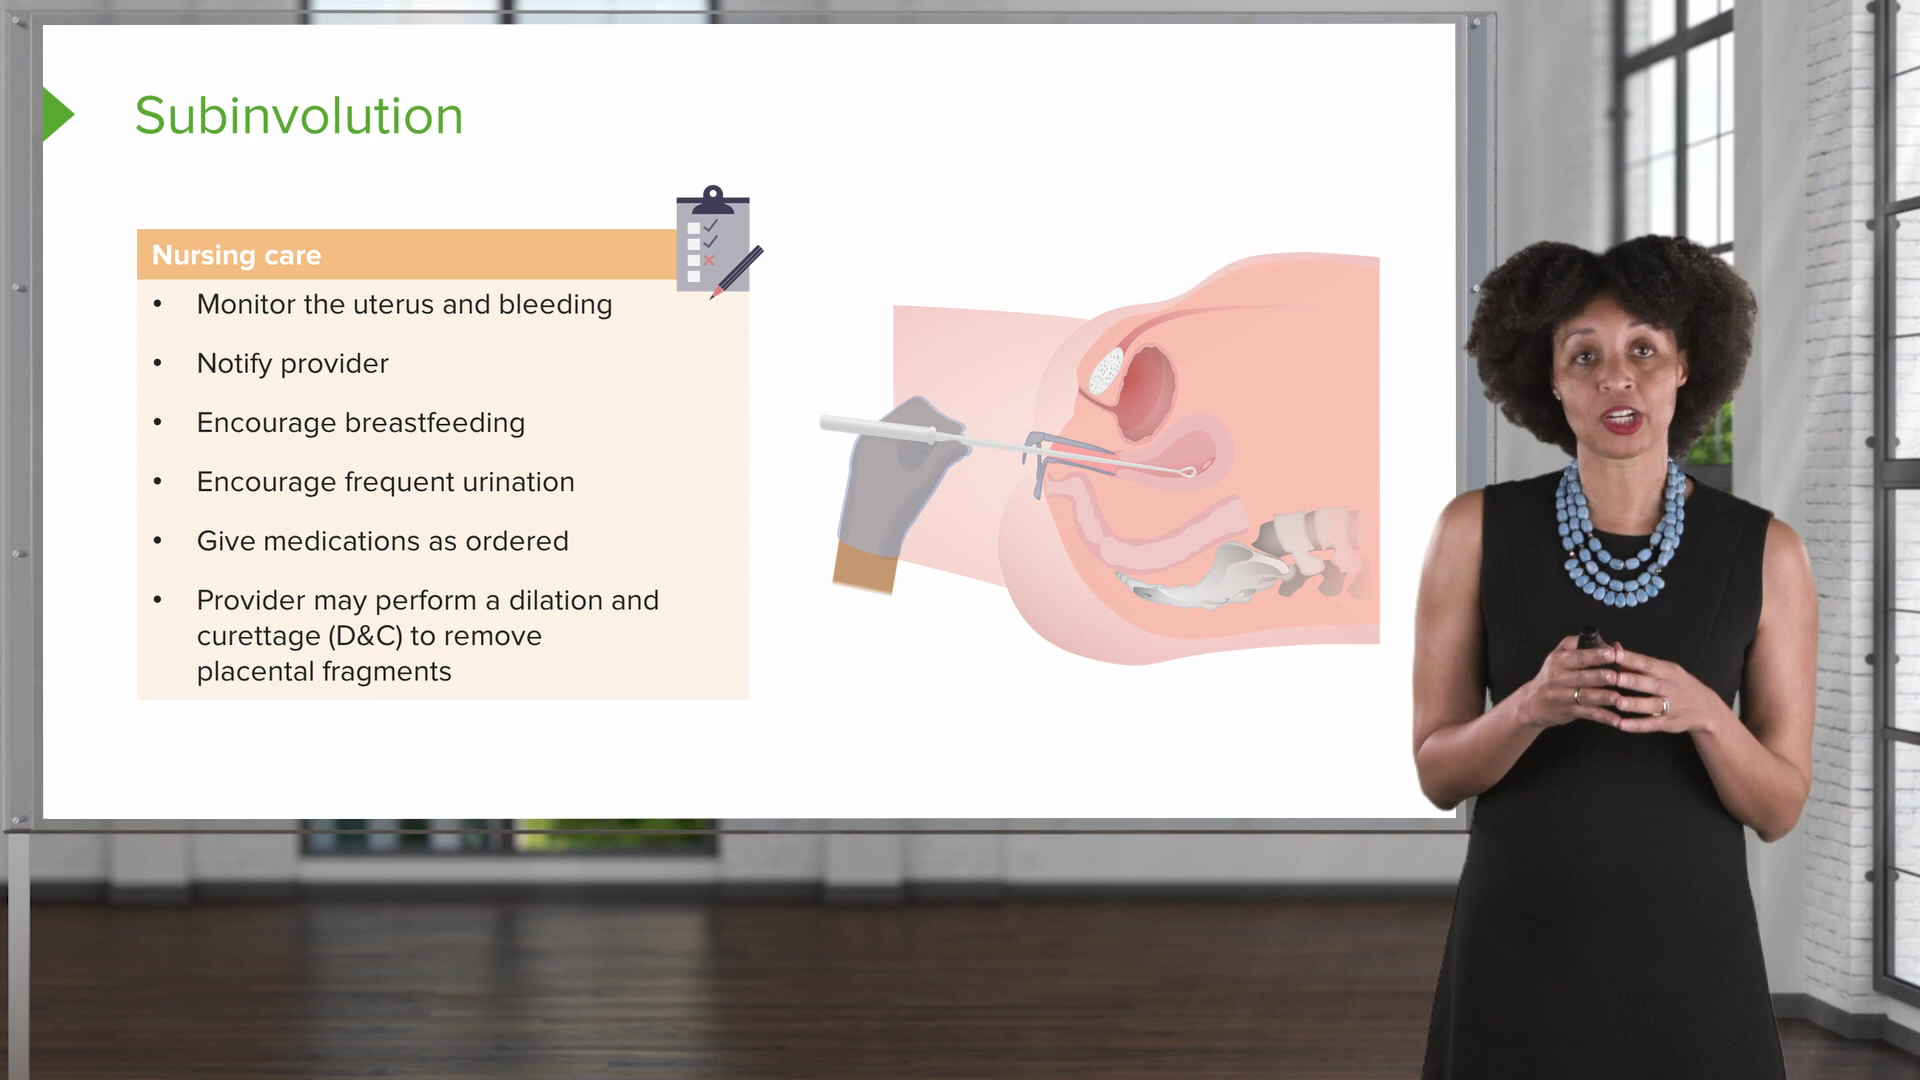 Subinvolution
Nursing care
• Monitor the uterus and bleeding
• Notify provider
• Encourage breastfeeding
• Encourage frequent urination
• Give medications as ordered
• Provider may perform a dilation and
curettage (D&C) to remove
placental fragments